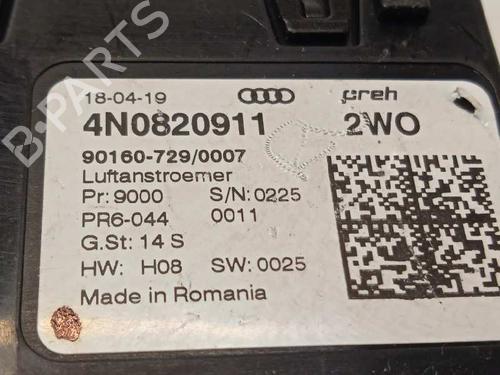 18-04-19 preh
4N0820911 2WO
90160-729/0007
Luftanstroemer
Pr: 9000 S/N: 0225
PR6-044 0011
G.St: 14 S
HW: H08 SW: 0025
Made in Romania
B-Parts